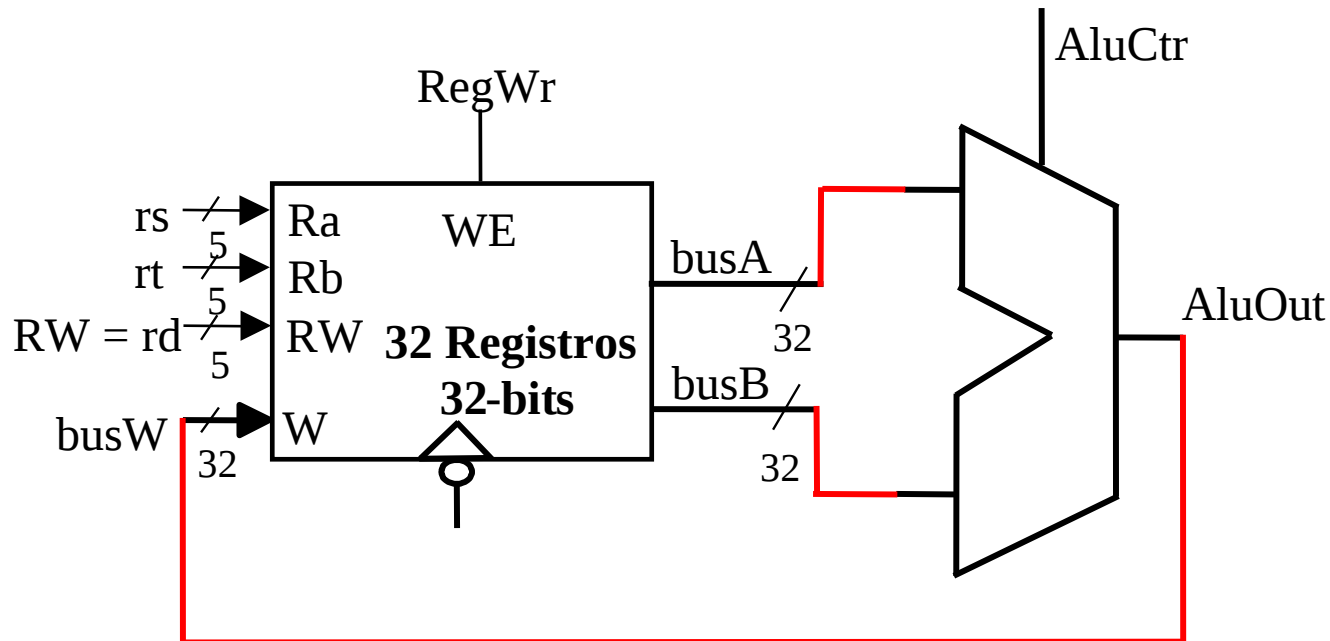 AluCtr
RegWr
rs
5
Ra
WE
rt
5
Rb
busA
32
RW = rd
5
RW
32 Registros
32-bits
AluOut
busB
32
busW
32
W